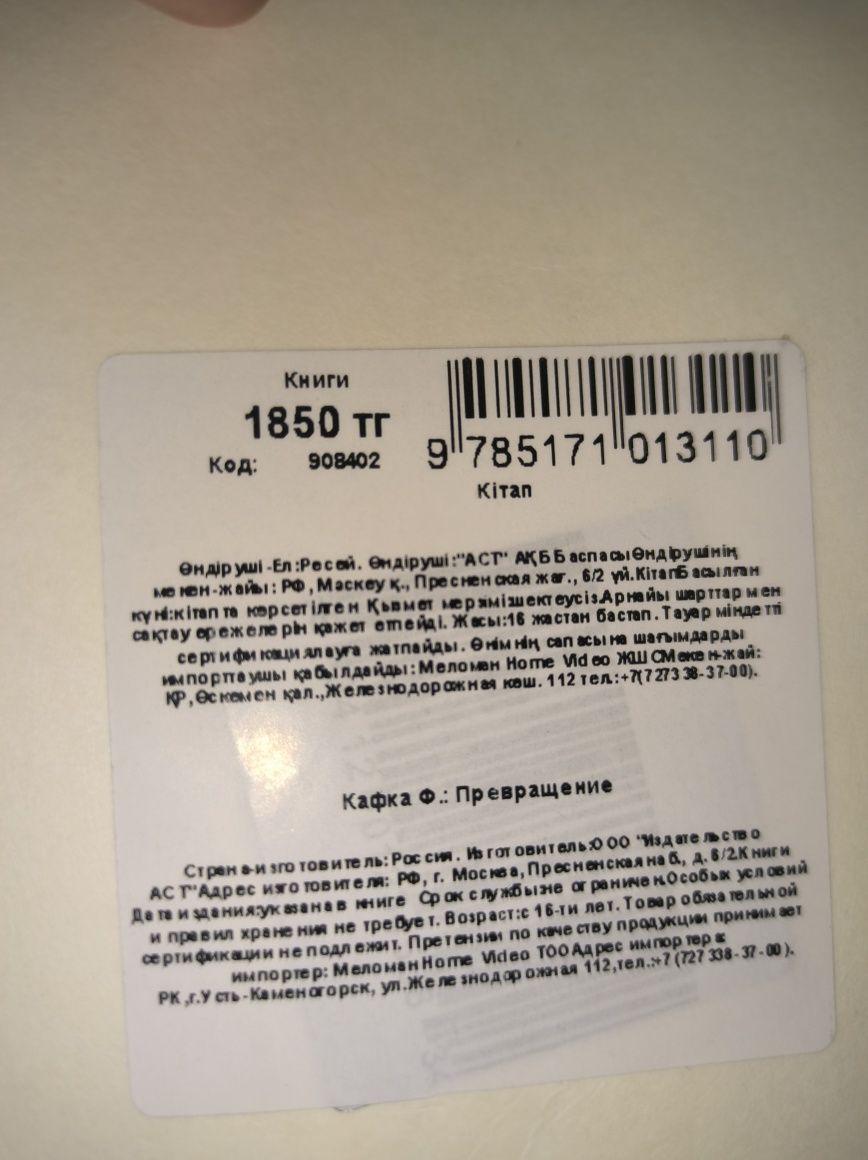 Книги
1850 тг
Код: 908402
9 785171 013110
Кітап
Өндіруші-Ел:Ресей. Өндіруші:"АСТ" АҚББаспасыӨндірушінің
мекен-жайы: РФ, Мәскеу қ., Пресненская жағ., 6/2 үй.КітапБасылған
күні:кітапта көрсетілген Қызмет мерзімішектеусіз.Арнайы шарттар мен
сақтау ережелерін қажет етпейді. Жасы:16 жастан бастап. Тауар міндетті
сертификациялауға жатпайды. Өнімнің сапасына шағымдарды
импорттаушы қабылдайды: Меломан Home Video ЖШСМекен-жай:
ҚР, Өскемен қал.,Железнодорожная көш. 112 тел.:+7(727338-37-00).
Кафка Ф.: Превращение
Страна-изготовитель:Россия. Изготовитель:ООО "Издательство
АСТ"Адрес изготовителя: РФ, г. Москва, Пресненская наб., д. 6/2.Книги
Дата издания:указана в книге Срок службы:не ограничен.Особых условий
и правил хранения не требует. Возраст:с 16-ти лет. Товар обязательной
сертификации не подлежит. Претензии по качеству продукции принимает
импортер: Меломан Home Video ТОО Адрес импортера:
РК,г.Усть-Каменогорск, ул.Железнодорожная 112,тел.:+7 (727 338-37-00).